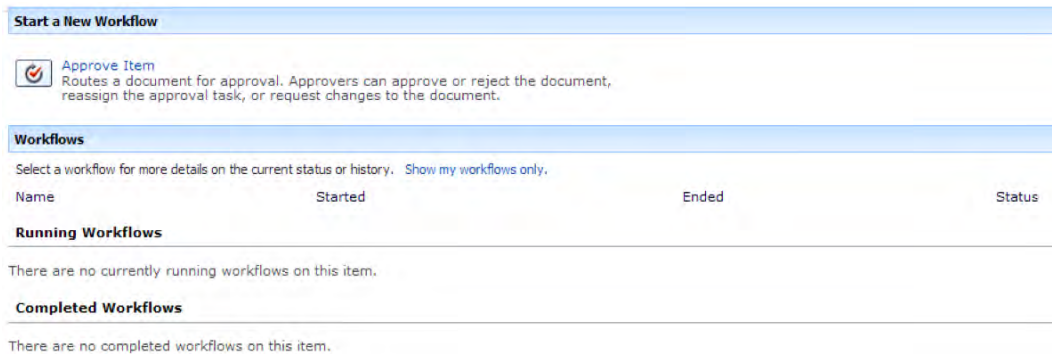 Start a New Workflow
Approve Item
Routes a document for approval. Approvers can approve or reject the document,
reassign the approval task, or request changes to the document.
Workflows
Select a workflow for more details on the current status or history. Show my workflows only.
Name Started Ended Status
Running Workflows
There are no currently running workflows on this item.
Completed Workflows
There are no completed workflows on this item.